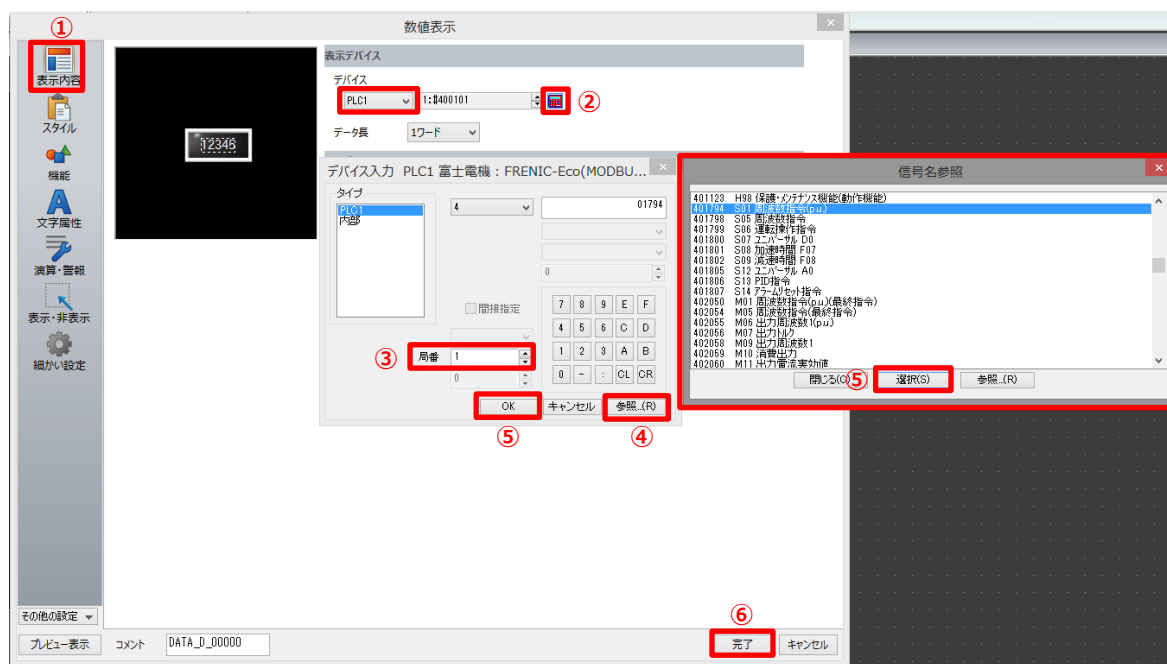 ①
数値表示
表示内容
スタイル
機能
文字属性
演算・警報
表示・非表示
細かい設定
その他の設定
プレビュー表示
12346
表示デバイス
デバイス
PLC1
1:#400101
②
データ長
1ワード
デバイス入力 PLC1 富士電機:FRENIC-Eco(MODBU...
タイプ
PLC1
内部
4
01794
0
間接指定
7 8 9 E F
4 5 6 C D
1 2 3 A B
0 - : CL CR
③
局番
1
0
OK
キャンセル
参照..(R)
⑤
④
信号名参照
401123 H98 (保護・メンテナンス機能(動作機能)
401794 S01 周波数指令(p.u.)
401798 S05 周波数指令
401799 S06 運転操作指令
401800 S07 ユニバーサル DO
401801 S08 加速時間 F07
401802 S09 減速時間 F08
401805 S12 ユニバーサル AO
401806 S13 PID指令
401807 S14 アラームリセット指令
402050 M01 周波数指令(p.u.)(最終指令)
402054 M05 周波数指令(最終指令)
402055 M06 出力周波数1(p.u.)
402056 M07 出力トルク
402058 M09 出力周波数1
402059 M10 消費出力
402060 M11 出力電流実効値
閉じる(C)
⑤
選択(S)
参照..(R)
⑥
コメント
DATA_D_00000
完了
キャンセル